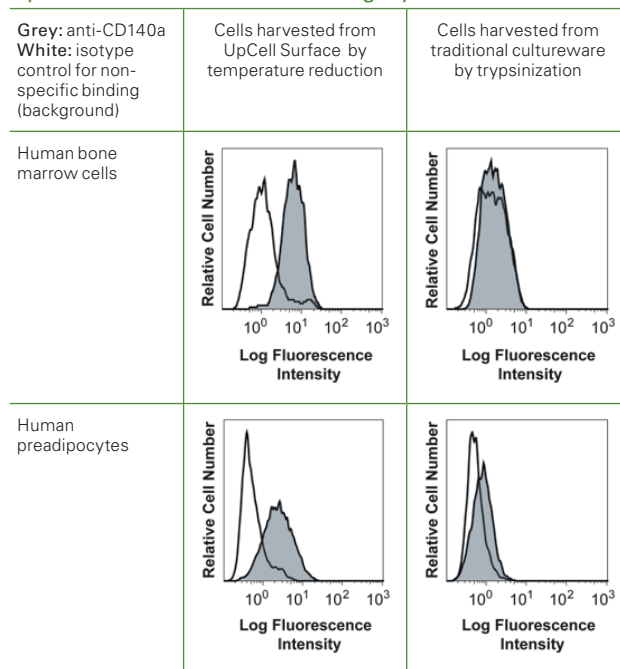 Grey: anti-CD140a
White: isotype
control for non-
specific binding
(background)
Cells harvested from
UpCell Surface by
temperature reduction
Cells harvested from
traditional cultureware
by trypsinization
Human bone
marrow cells
Relative Cell Number
10⁰ 10¹ 10² 10³
Log Fluorescence
Intensity
Relative Cell Number
10⁰ 10¹ 10² 10³
Log Fluorescence
Intensity
Human
preadipocytes
Relative Cell Number
10⁰ 10¹ 10² 10³
Log Fluorescence
Intensity
Relative Cell Number
10⁰ 10¹ 10² 10³
Log Fluorescence
Intensity